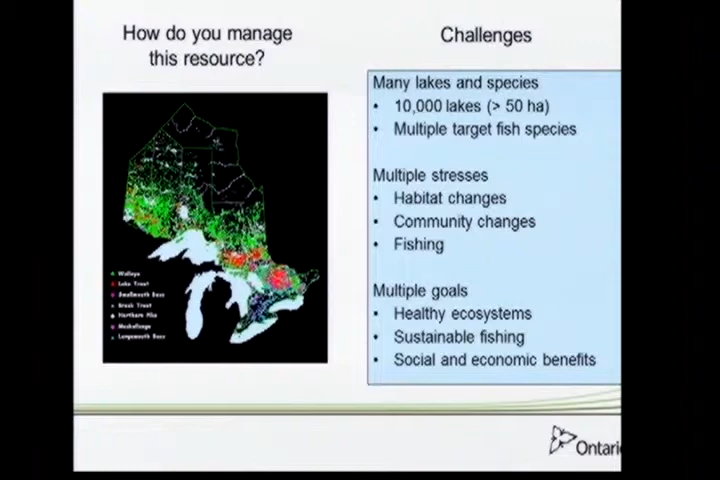 How do you manage
this resource?
Walleye
Lake Trout
Smallmouth Bass
Brook Trout
Northern Pike
Muskellunge
Largemouth Bass
Challenges
Many lakes and species
• 10,000 lakes (> 50 ha)
• Multiple target fish species
Multiple stresses
• Habitat changes
• Community changes
• Fishing
Multiple goals
• Healthy ecosystems
• Sustainable fishing
• Social and economic benefits
Ontari